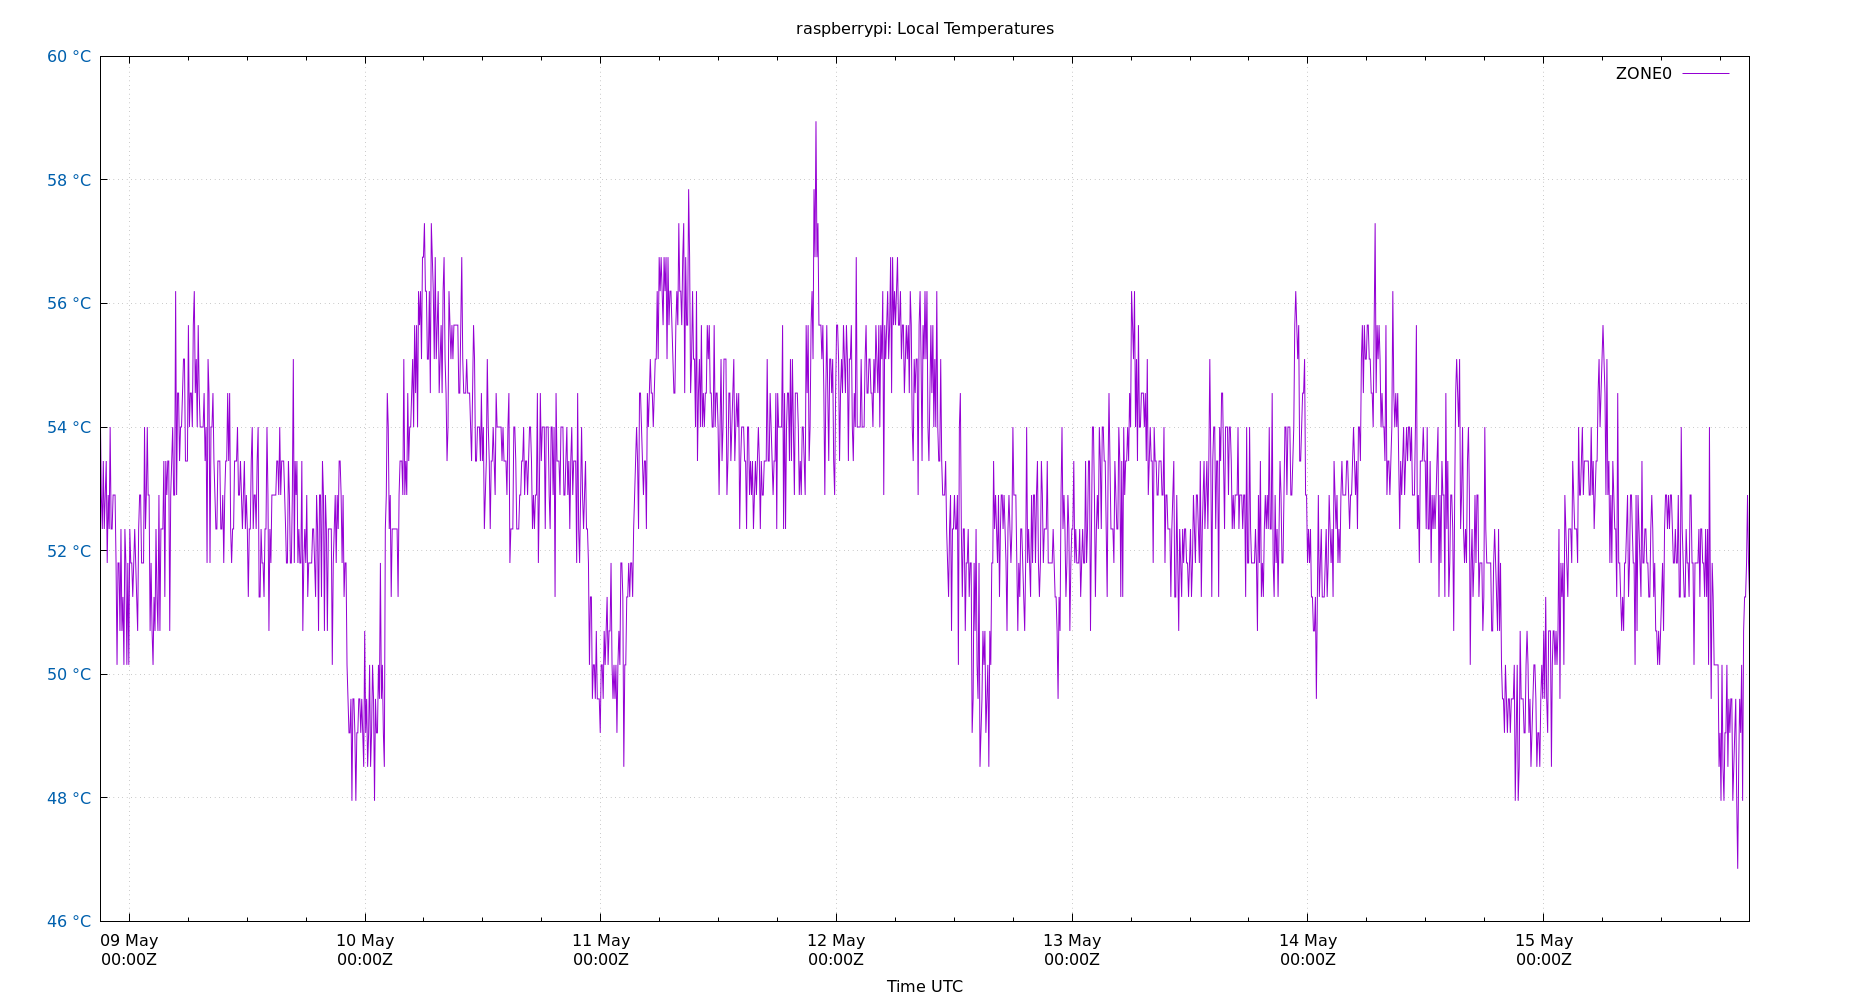 raspberrypi: Local Temperatures
60 °C
ZONE0
58 °C
56 °C
54 °C
52 °C
50 °C
48 °C
46 °C
09 May 10 May 11 May 12 May 13 May 14 May 15 May
00:00Z 00:00Z 00:00Z 00:00Z 00:00Z 00:00Z 00:00Z
Time UTC